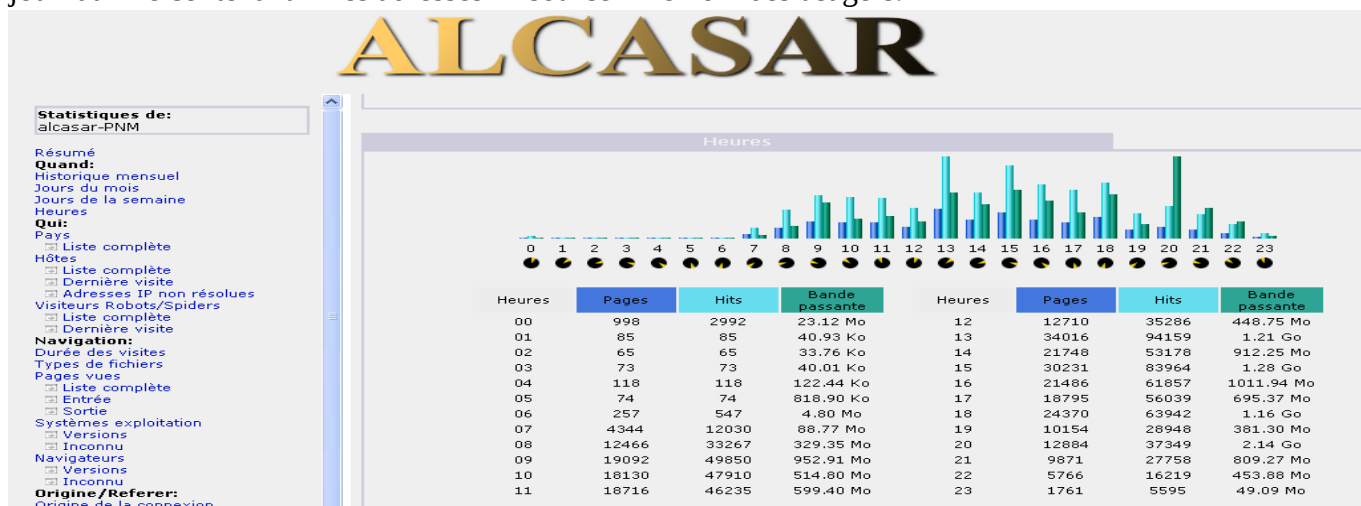 ALCASAR
Statistiques de:
alcasar-PNM
Résumé
Quand:
Historique mensuel
Jours du mois
Jours de la semaine
Heures
Qui:
Pays
Liste complète
Hôtes
Liste complète
Dernière visite
Adresses IP non résolues
Visiteurs Robots/Spiders
Liste complète
Dernière visite
Navigation:
Durée des visites
Types de fichiers
Pages vues
Liste complète
Entrée
Sortie
Systèmes exploitation
Versions
Inconnu
Navigateurs
Versions
Inconnu
Origine/Referer:
Origine de la connexion
Heures
0 1 2 3 4 5 6 7 8 9 10 11 12 13 14 15 16 17 18 19 20 21 22 23
Heures Pages Hits Bande passante Heures Pages Hits Bande passante
00 998 2992 23.12 Mo 12 12710 35286 448.75 Mo
01 85 85 40.93 Ko 13 34016 94159 1.21 Go
02 65 65 33.76 Ko 14 21748 53178 912.25 Mo
03 73 73 40.01 Ko 15 30231 83964 1.28 Go
04 118 118 122.44 Ko 16 21486 61857 1011.94 Mo
05 74 74 818.90 Ko 17 18795 56039 695.37 Mo
06 257 547 4.80 Mo 18 24370 63942 1.16 Go
07 4344 12030 88.77 Mo 19 10154 28948 381.30 Mo
08 12466 33267 329.35 Mo 20 12884 37349 2.14 Go
09 19092 49850 952.91 Mo 21 9871 27758 809.27 Mo
10 18130 47910 514.80 Mo 22 5766 16219 453.88 Mo
11 18716 46235 599.40 Mo 23 1761 5595 49.09 Mo